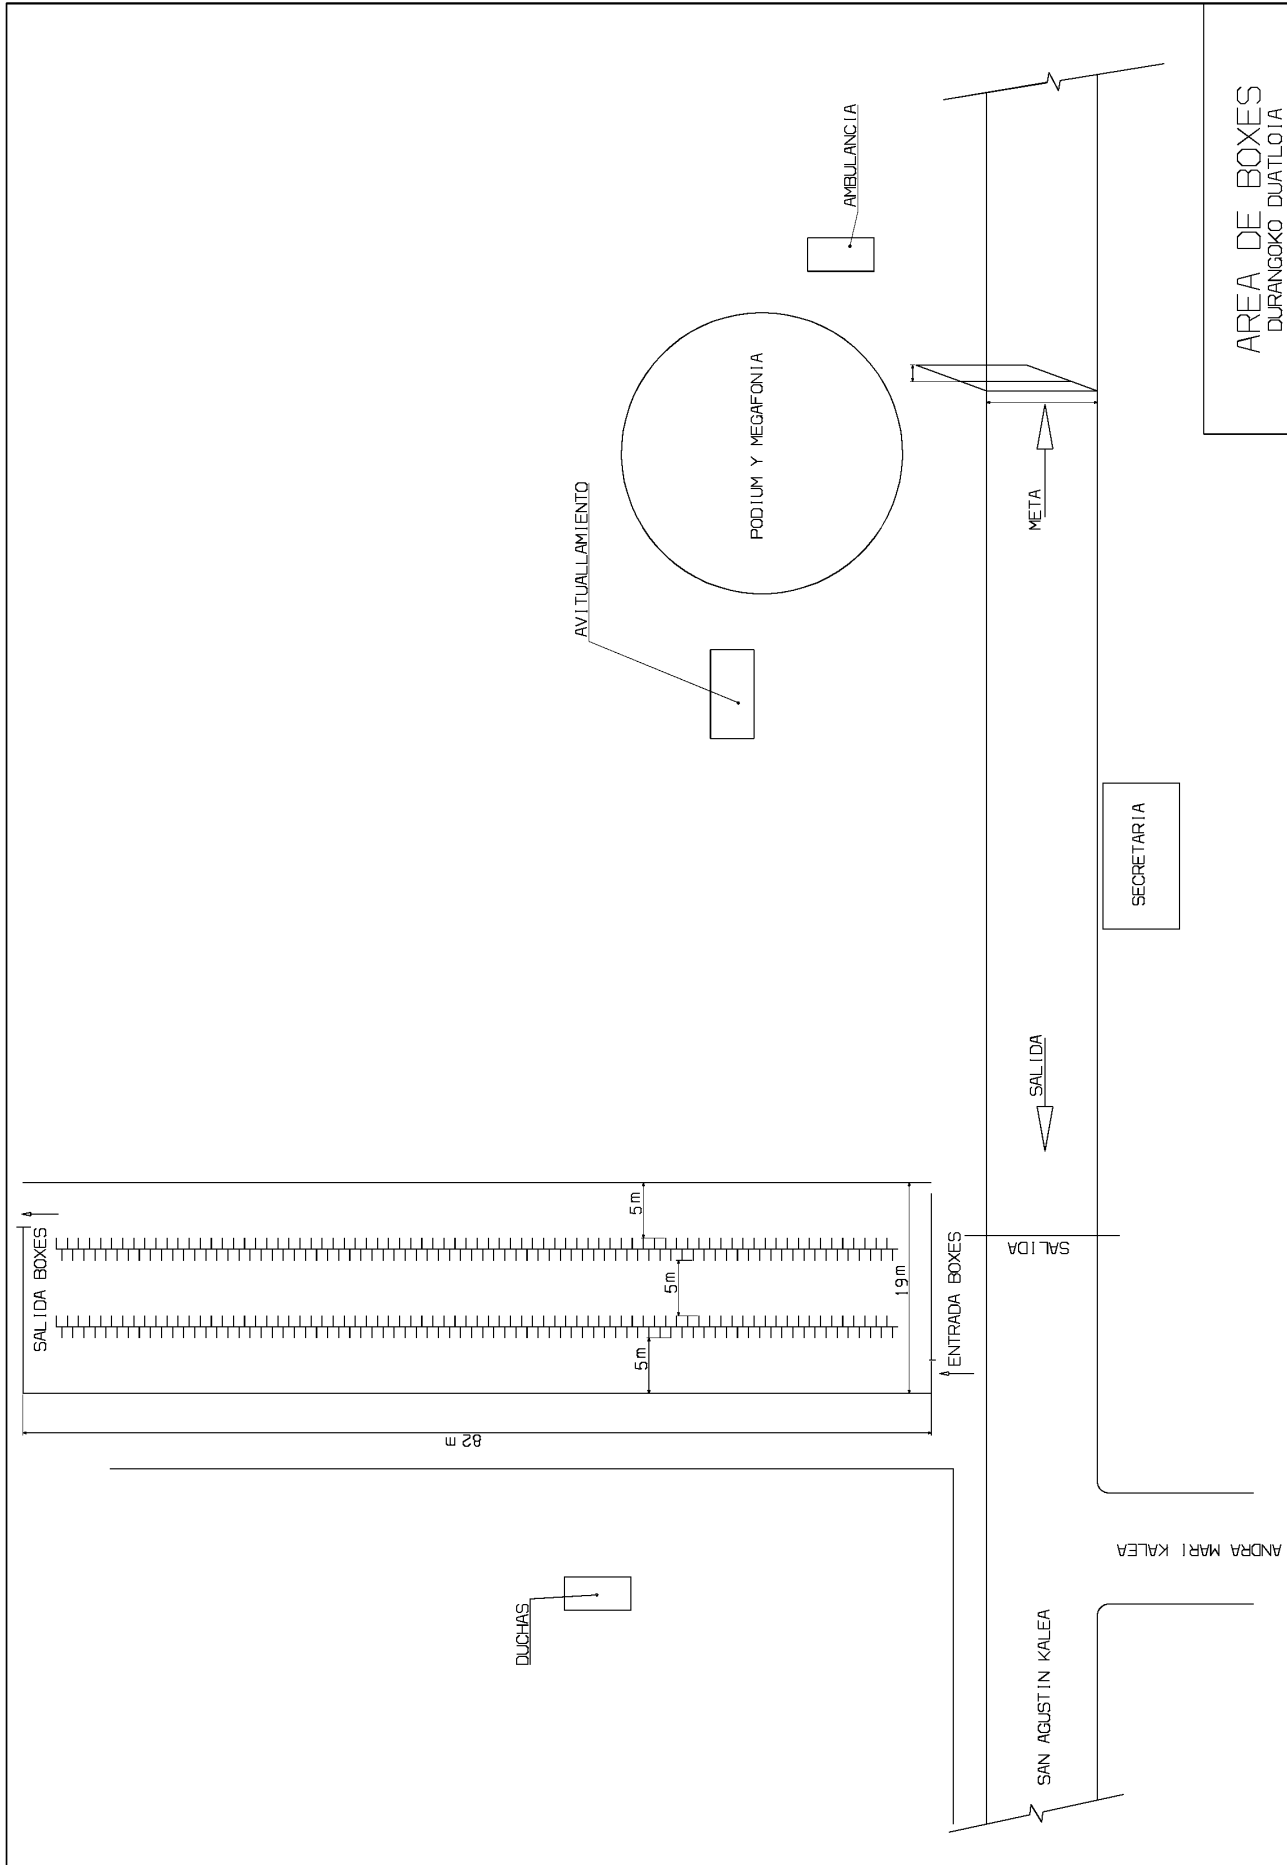 SALIDA BOXES
5m
5m
5m
19m
82m
ENTRADA BOXES
DUCHAS
AVITUALLAMIENTO
PODIUM Y MEGAFONIA
AMBULANCIA
SAN AGUSTIN KALEA
SALIDA
SALIDA
META
ANDRA MARI KALEA
SECRETARIA
AREA DE BOXES
DURANGOKO DUATLOIA